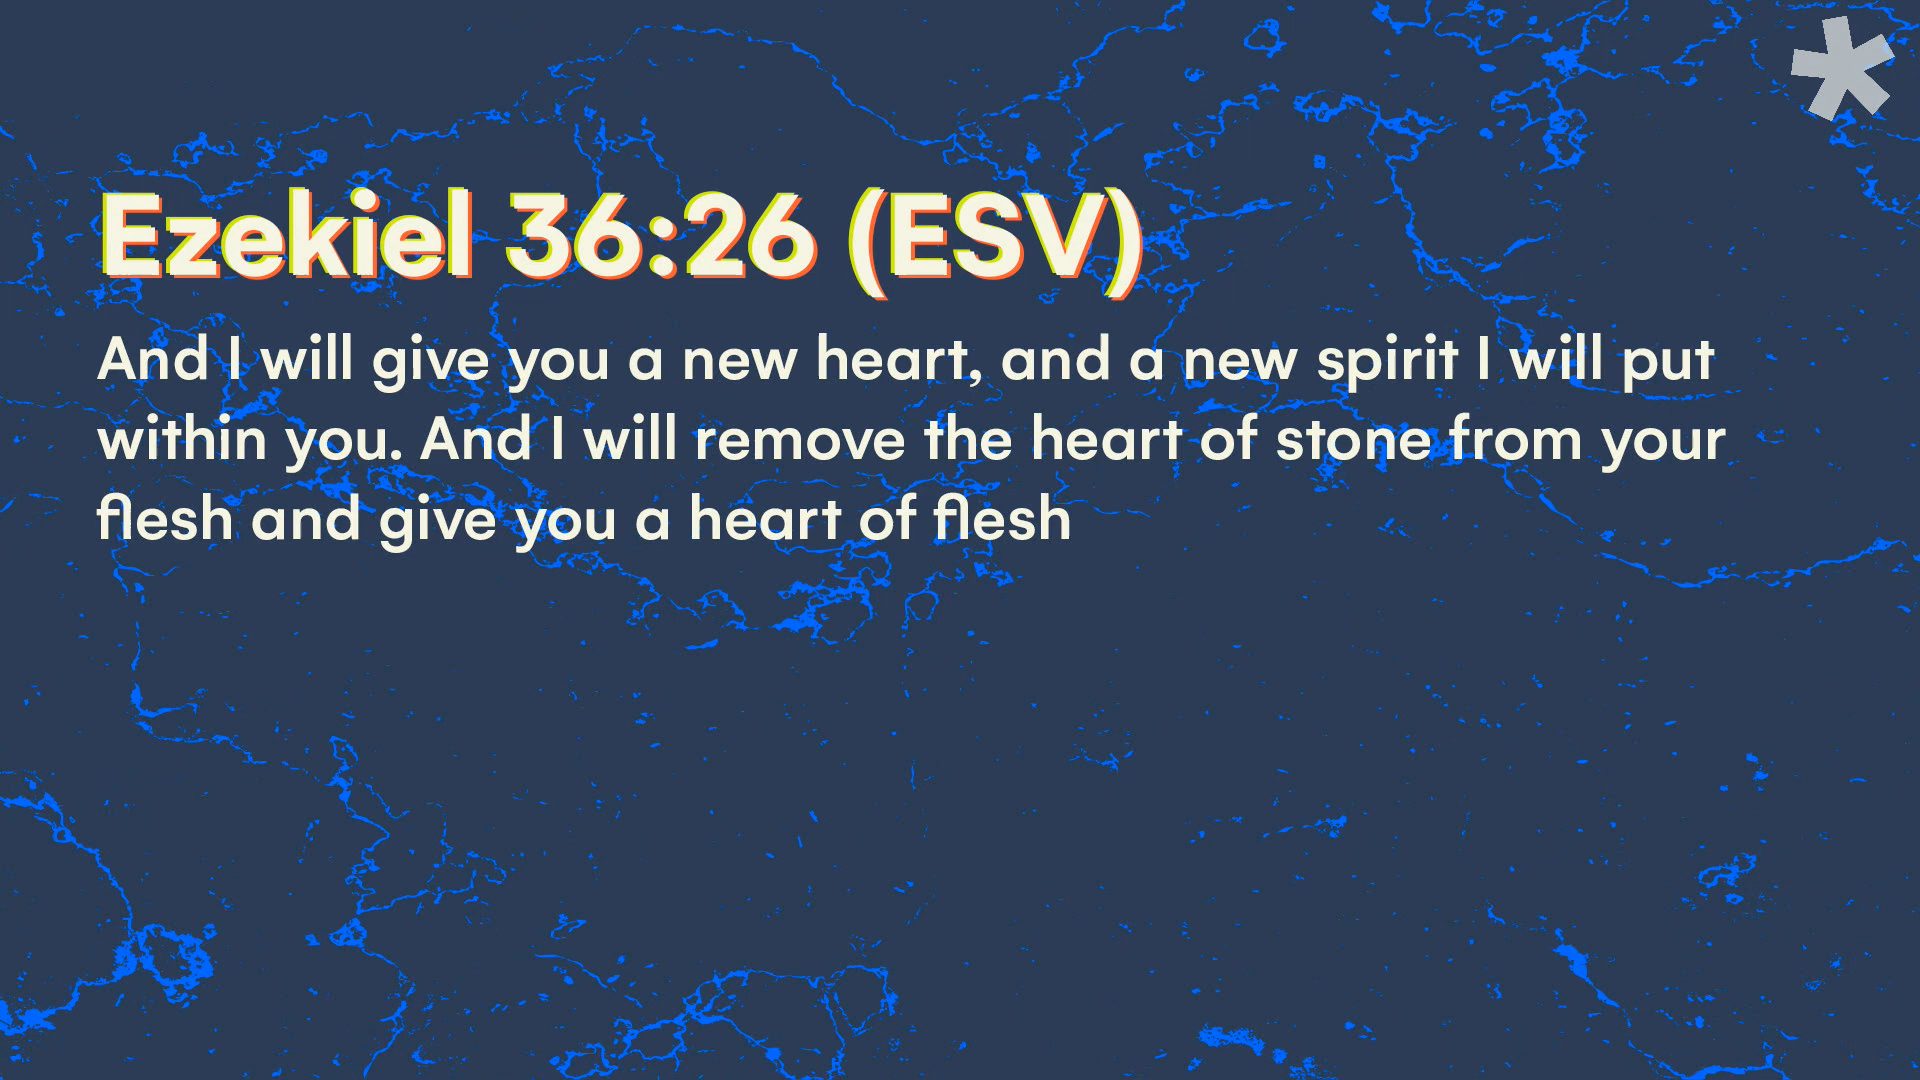 Ezekiel 36:26 (ESV)
And I will give you a new heart, and a new spirit I will put
within you. And I will remove the heart of stone from your
flesh and give you a heart of flesh